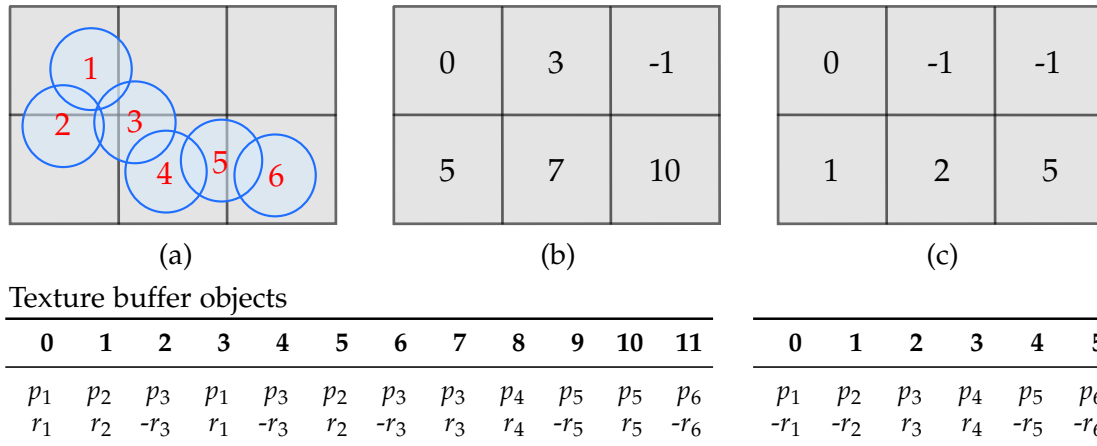 1
2
3
4
5
6
0 3 -1
5 7 10
0 -1 -1
1 2 5
(a) (b) (c)
Texture buffer objects
0 1 2 3 4 5 6 7 8 9 10 11
p1 p2 p3 p1 p3 p2 p3 p3 p4 p5 p5 p6
r1 r2 -r3 r1 -r3 r2 -r3 r3 r4 -r5 r5 -r6
0 1 2 3 4 5
p1 p2 p3 p4 p5 p6
-r1 -r2 r3 r4 -r5 -r6